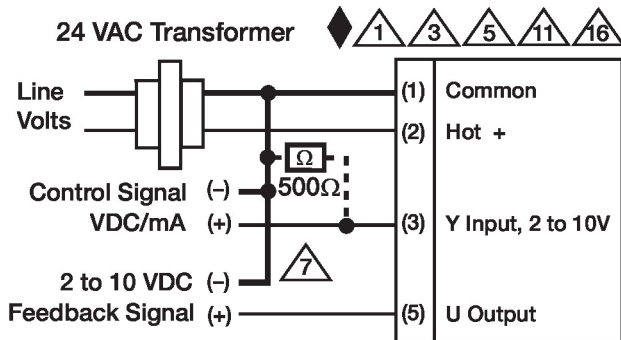 24 VAC Transformer
1 3 5 11 16
Line
Volts
(1) Common
(2) Hot +
Ω
500Ω
Control Signal (–)
VDC/mA (+)
(3) Y Input, 2 to 10V
7
2 to 10 VDC (–)
Feedback Signal (+)
(5) U Output